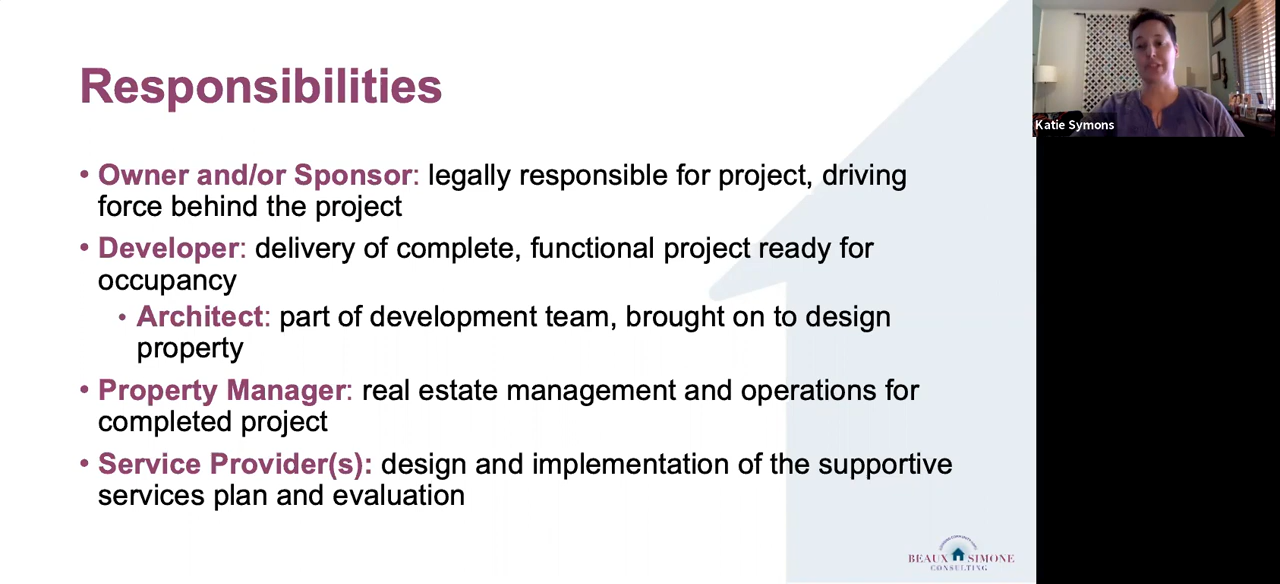 Responsibilities
• Owner and/or Sponsor: legally responsible for project, driving
force behind the project
• Developer: delivery of complete, functional project ready for
occupancy
• Architect: part of development team, brought on to design
property
• Property Manager: real estate management and operations for
completed project
• Service Provider(s): design and implementation of the supportive
services plan and evaluation
Katie Symons
BEAUX SIMONE
CONSULTING